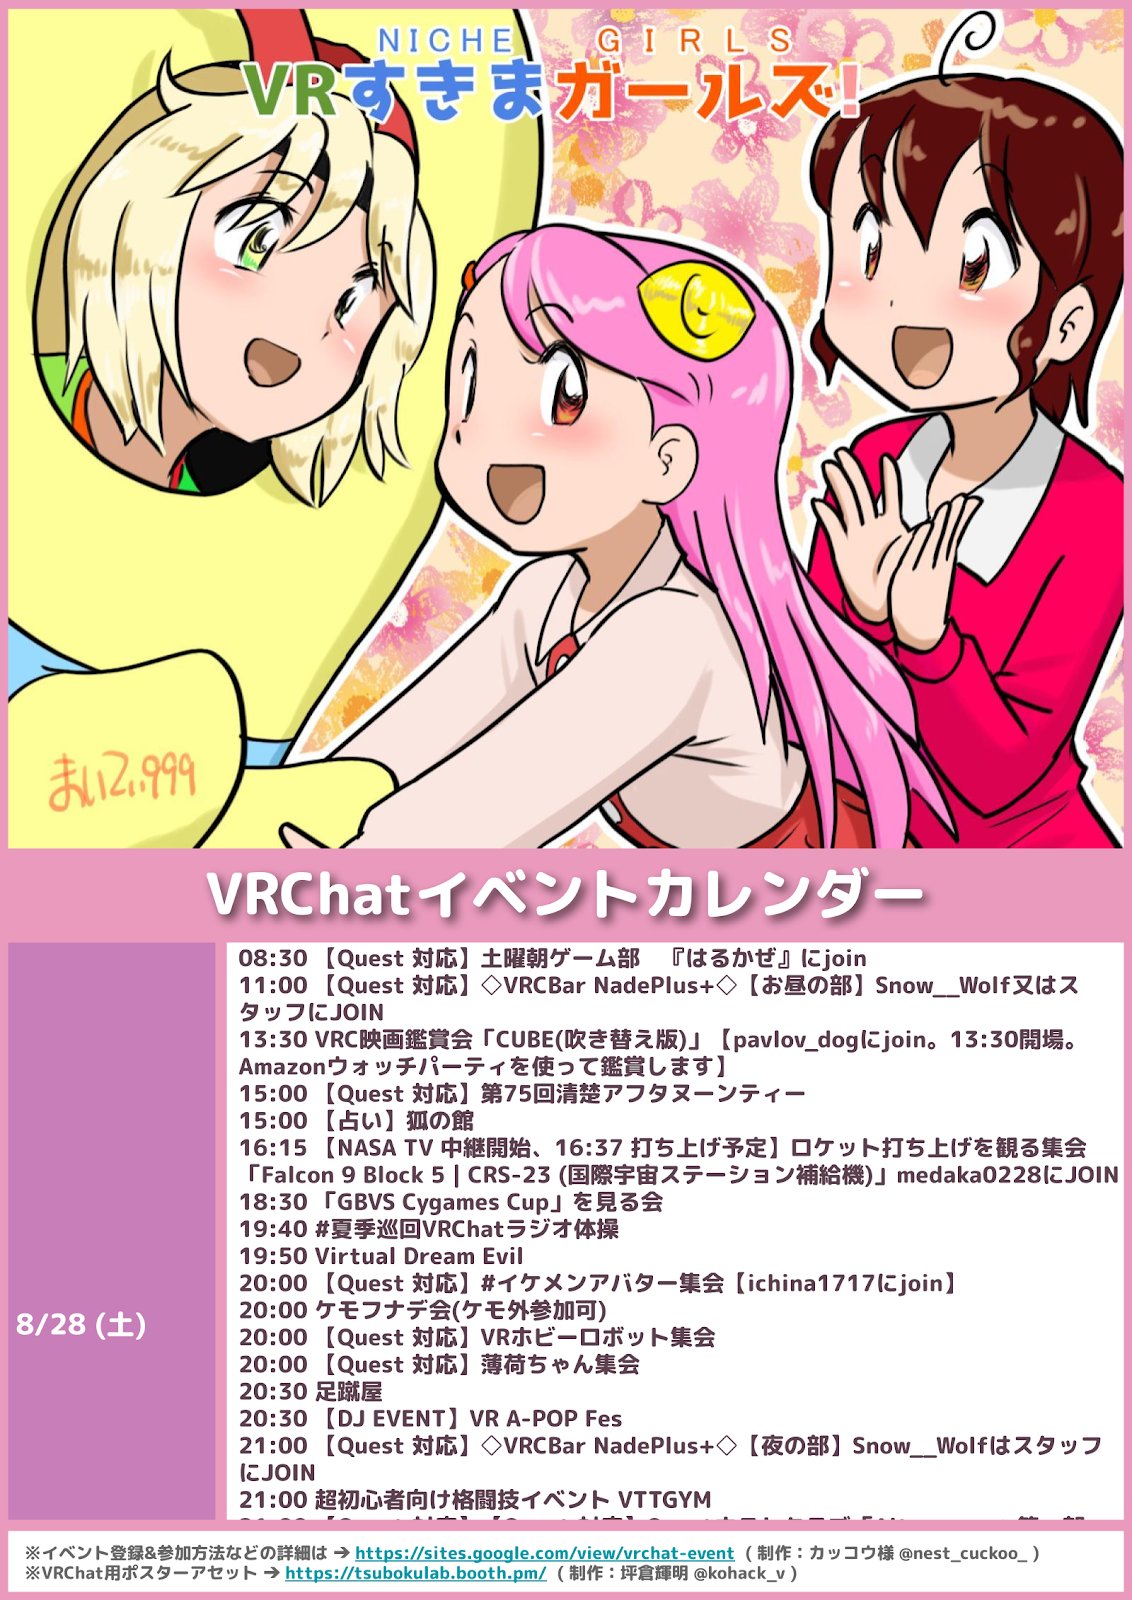 NICHE GIRLS
VRすきまガールズ!
まいてぃ999
VRChatイベントカレンダー
8/28 (土)
08:30 【Quest 対応】土曜朝ゲーム部　『はるかぜ』にjoin
11:00 【Quest 対応】◇VRCBar NadePlus+◇【お昼の部】Snow__Wolf又はス
タッフにJOIN
13:30 VRC映画鑑賞会「CUBE(吹き替え版)」【pavlov_dogにjoin。13:30開場。
Amazonウォッチパーティを使って鑑賞します】
15:00 【Quest 対応】第75回清楚アフタヌーンティー
15:00 【占い】狐の館
16:15 【NASA TV 中継開始、16:37 打ち上げ予定】ロケット打ち上げを観る集会
「Falcon 9 Block 5 | CRS-23 (国際宇宙ステーション補給機)」medaka0228にJOIN
18:30 「GBVS Cygames Cup」を見る会
19:40 #夏季巡回VRChatラジオ体操
19:50 Virtual Dream Evil
20:00 【Quest 対応】#イケメンアバター集会【ichina1717にjoin】
20:00 ケモフナデ会(ケモ外参加可)
20:00 【Quest 対応】VRホビーロボット集会
20:00 【Quest 対応】薄荷ちゃん集会
20:30 足蹴屋
20:30 【DJ EVENT】VR A-POP Fes
21:00 【Quest 対応】◇VRCBar NadePlus+◇【夜の部】Snow__Wolfはスタッフ
にJOIN
21:00 超初心者向け格闘技イベント VTTGYM
※イベント登録&参加方法などの詳細は ➔ https://sites.google.com/view/vrchat-event ( 制作：カッコウ様 @nest_cuckoo_ )
※VRChat用ポスターアセット ➔ https://tsubokulab.booth.pm/ ( 制作：坪倉輝明 @kohack_v )